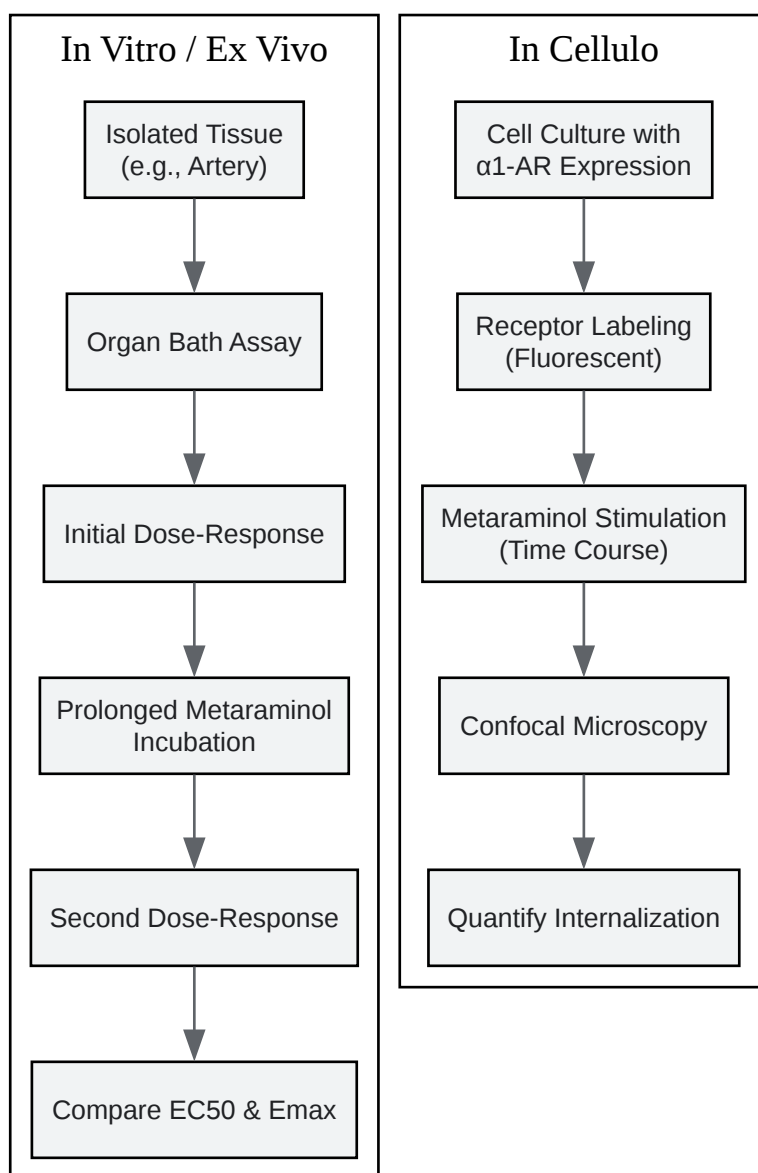 In Vitro / Ex Vivo
Isolated Tissue
(e.g., Artery)
Organ Bath Assay
Initial Dose-Response
Prolonged Metaraminol
Incubation
Second Dose-Response
Compare EC50 & Emax
In Cellulo
Cell Culture with
α1-AR Expression
Receptor Labeling
(Fluorescent)
Metaraminol Stimulation
(Time Course)
Confocal Microscopy
Quantify Internalization